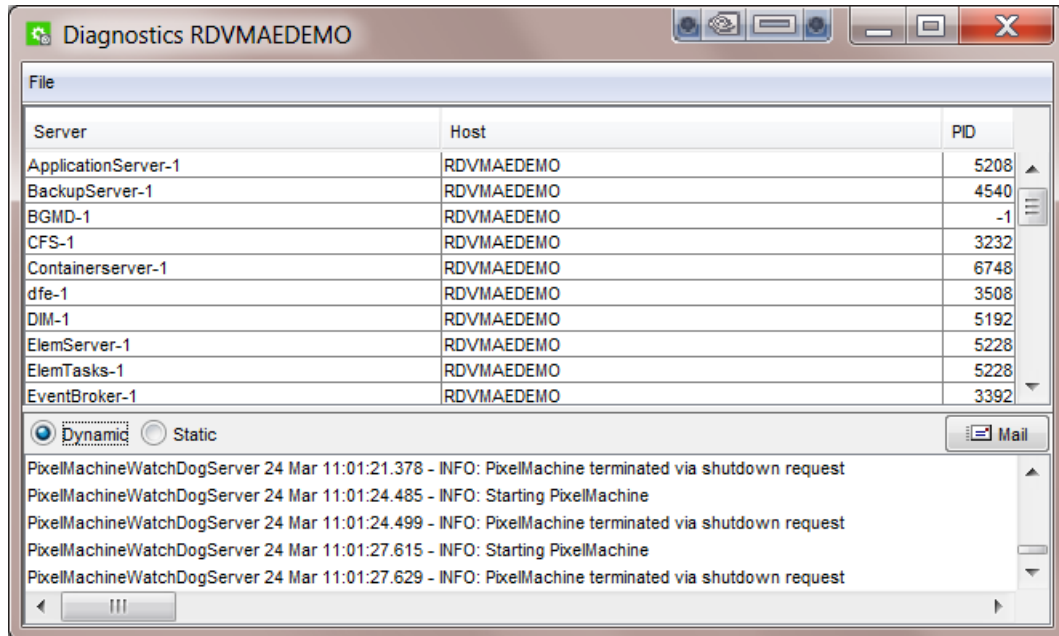 Diagnostics RDVMAEDEMO
File
Server Host PID
ApplicationServer-1 RDVMAEDEMO 5208
BackupServer-1 RDVMAEDEMO 4540
BGMD-1 RDVMAEDEMO -1
CFS-1 RDVMAEDEMO 3232
Containerserver-1 RDVMAEDEMO 6748
dfe-1 RDVMAEDEMO 3508
DIM-1 RDVMAEDEMO 5192
ElemServer-1 RDVMAEDEMO 5228
ElemTasks-1 RDVMAEDEMO 5228
EventBroker-1 RDVMAEDEMO 3392
Dynamic Static Mail
PixelMachineWatchDogServer 24 Mar 11:01:21.378 - INFO: PixelMachine terminated via shutdown request
PixelMachineWatchDogServer 24 Mar 11:01:24.485 - INFO: Starting PixelMachine
PixelMachineWatchDogServer 24 Mar 11:01:24.499 - INFO: PixelMachine terminated via shutdown request
PixelMachineWatchDogServer 24 Mar 11:01:27.615 - INFO: Starting PixelMachine
PixelMachineWatchDogServer 24 Mar 11:01:27.629 - INFO: PixelMachine terminated via shutdown request